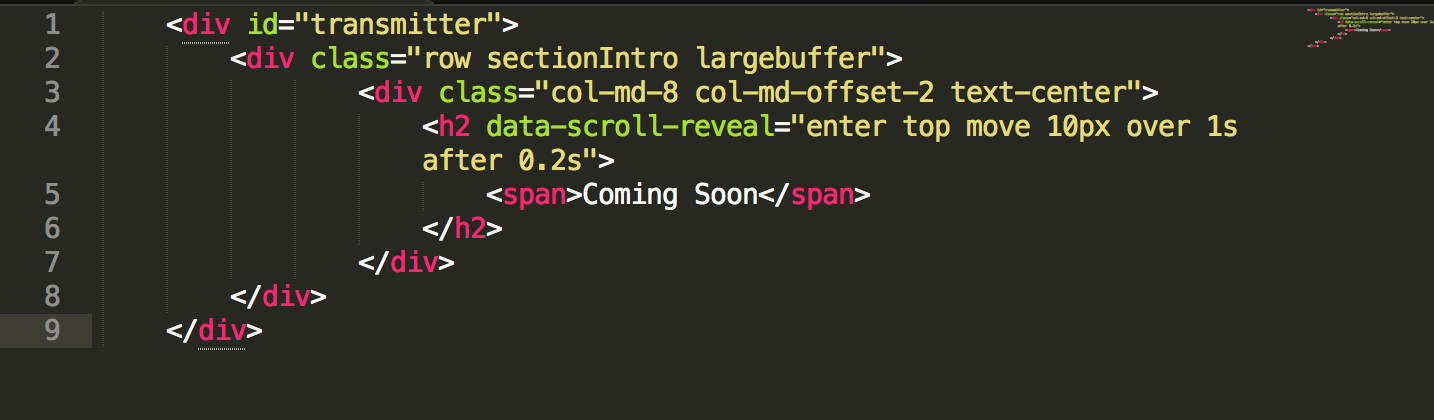 1 <div id="transmitter">
2 <div class="row sectionIntro largebuffer">
3 <div class="col-md-8 col-md-offset-2 text-center">
4 <h2 data-scroll-reveal="enter top move 10px over 1s
after 0.2s">
5 <span>Coming Soon</span>
6 </h2>
7 </div>
8 </div>
9 </div>